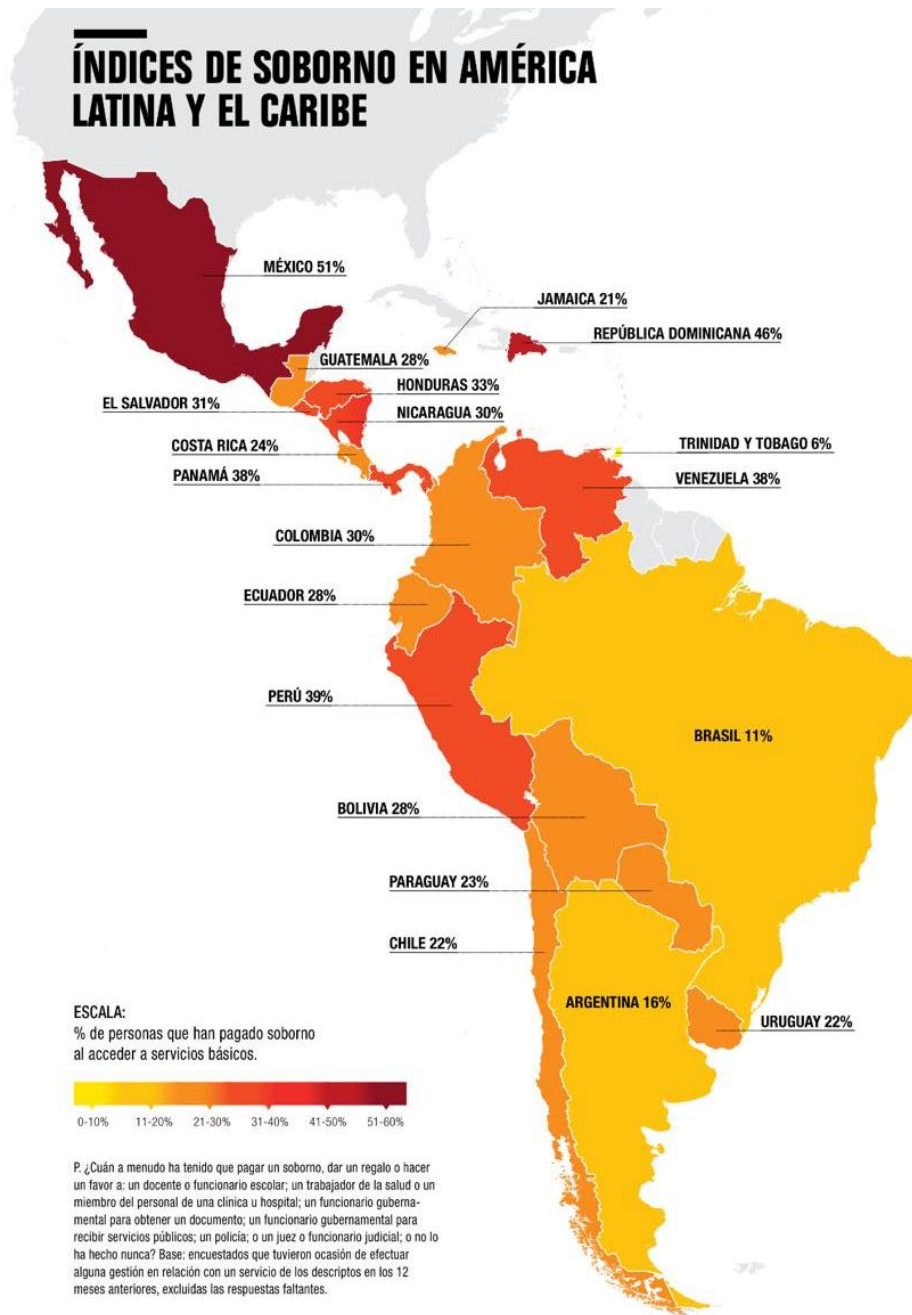 ÍNDICES DE SOBORNO EN AMÉRICA
LATINA Y EL CARIBE
MÉXICO 51%
JAMAICA 21%
REPÚBLICA DOMINICANA 46%
GUATEMALA 28%
HONDURAS 33%
EL SALVADOR 31%
NICARAGUA 30%
COSTA RICA 24%
TRINIDAD Y TOBAGO 6%
PANAMÁ 38%
VENEZUELA 38%
COLOMBIA 30%
ECUADOR 28%
PERÚ 39%
BRASIL 11%
BOLIVIA 28%
PARAGUAY 23%
CHILE 22%
ARGENTINA 16%
URUGUAY 22%
ESCALA:
% de personas que han pagado soborno
al acceder a servicios básicos.
0-10% 11-20% 21-30% 31-40% 41-50% 51-60%
P. ¿Cuán a menudo ha tenido que pagar un soborno, dar un regalo o hacer
un favor a: un docente o funcionario escolar; un trabajador de la salud o un
miembro del personal de una clínica u hospital; un funcionario guberna-
mental para obtener un documento; un funcionario gubernamental para
recibir servicios públicos; un policía; o un juez o funcionario judicial; o no lo
ha hecho nunca? Base: encuestados que tuvieron ocasión de efectuar
alguna gestión en relación con un servicio de los descriptos en los 12
meses anteriores, excluidas las respuestas faltantes.